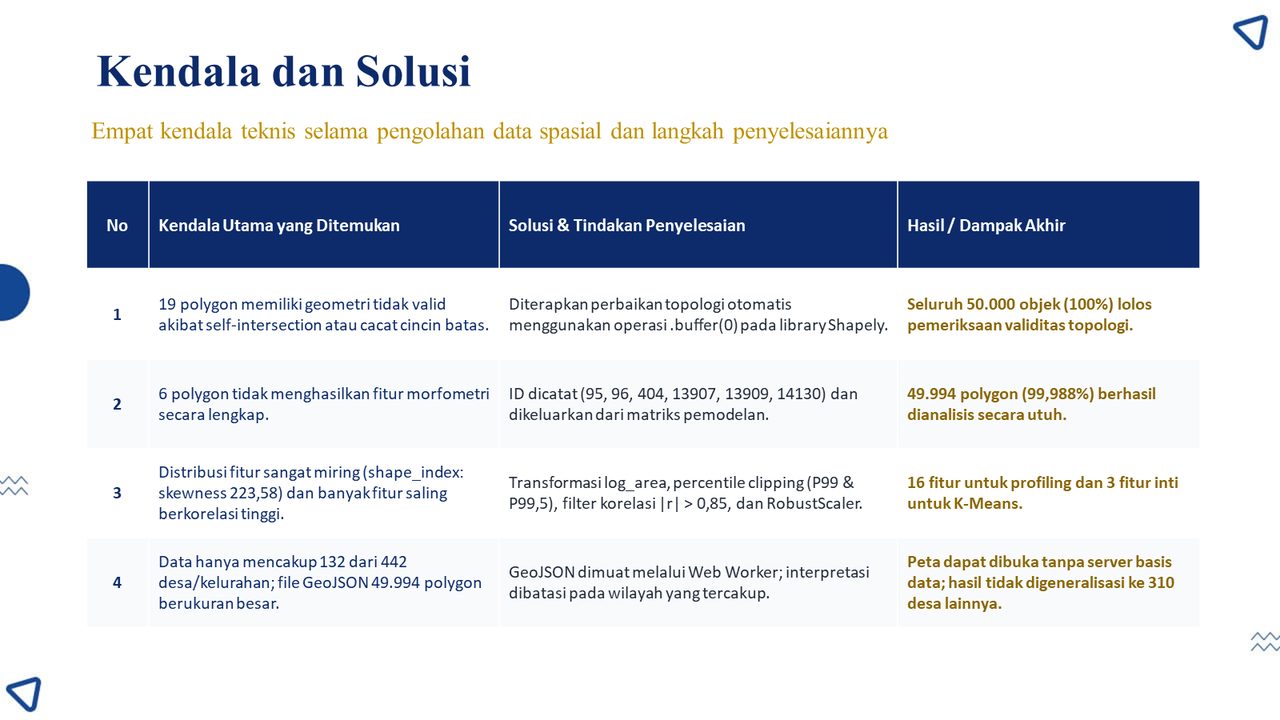 Kendala dan Solusi
Empat kendala teknis selama pengolahan data spasial dan langkah penyelesaiannya
No
Kendala Utama yang Ditemukan
Solusi & Tindakan Penyelesaian
Hasil / Dampak Akhir
1
19 polygon memiliki geometri tidak valid
akibat self-intersection atau cacat cincin batas.
Diterapkan perbaikan topologi otomatis
menggunakan operasi .buffer(0) pada library Shapely.
Seluruh 50.000 objek (100%) lolos
pemeriksaan validitas topologi.
2
6 polygon tidak menghasilkan fitur morfometri
secara lengkap.
ID dicatat (95, 96, 404, 13907, 13909, 14130) dan
dikeluarkan dari matriks pemodelan.
49.994 polygon (99,988%) berhasil
dianalisis secara utuh.
3
Distribusi fitur sangat miring (shape_index:
skewness 223,58) dan banyak fitur saling
berkorelasi tinggi.
Transformasi log_area, percentile clipping (P99 &
P99,5), filter korelasi |r| > 0,85, dan RobustScaler.
16 fitur untuk profiling dan 3 fitur inti
untuk K-Means.
4
Data hanya mencakup 132 dari 442
desa/kelurahan; file GeoJSON 49.994 polygon
berukuran besar.
GeoJSON dimuat melalui Web Worker; interpretasi
dibatasi pada wilayah yang tercakup.
Peta dapat dibuka tanpa server basis
data; hasil tidak digeneralisasi ke 310
desa lainnya.